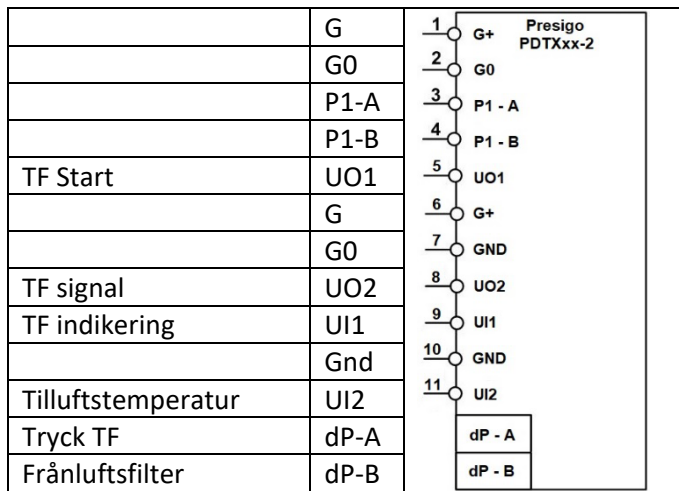 G 1 G+ Presigo
PDTXxx-2
G0 2 G0
P1-A 3 P1 - A
P1-B 4 P1 - B
TF Start UO1 5 UO1
G 6 G+
G0 7 GND
TF signal UO2 8 UO2
TF indikering UI1 9 UI1
Gnd 10 GND
Tilluftstemperatur UI2 11 UI2
Tryck TF dP-A dP - A
Frånluftsfilter dP-B dP - B